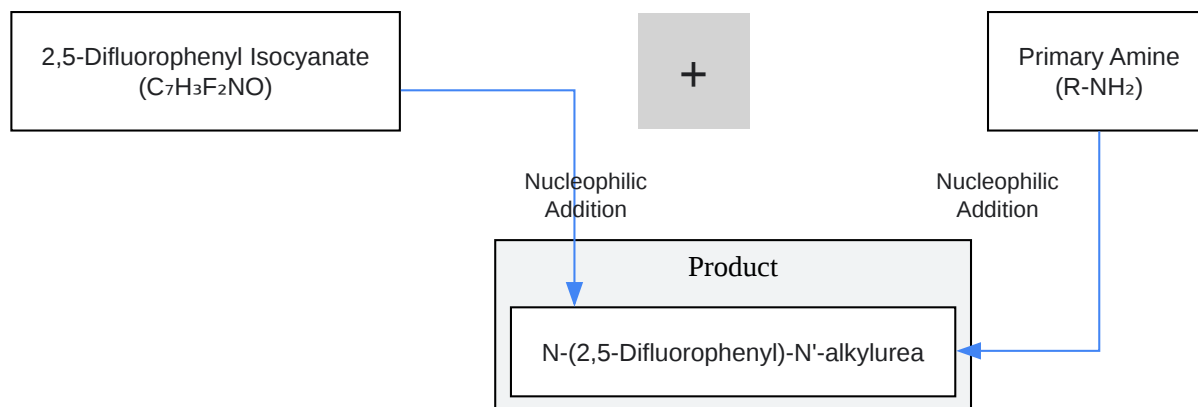 2,5-Difluorophenyl Isocyanate
(C₇H₃F₂NO)
+
Primary Amine
(R-NH₂)
Nucleophilic
Addition
Nucleophilic
Addition
Product
N-(2,5-Difluorophenyl)-N'-alkylurea